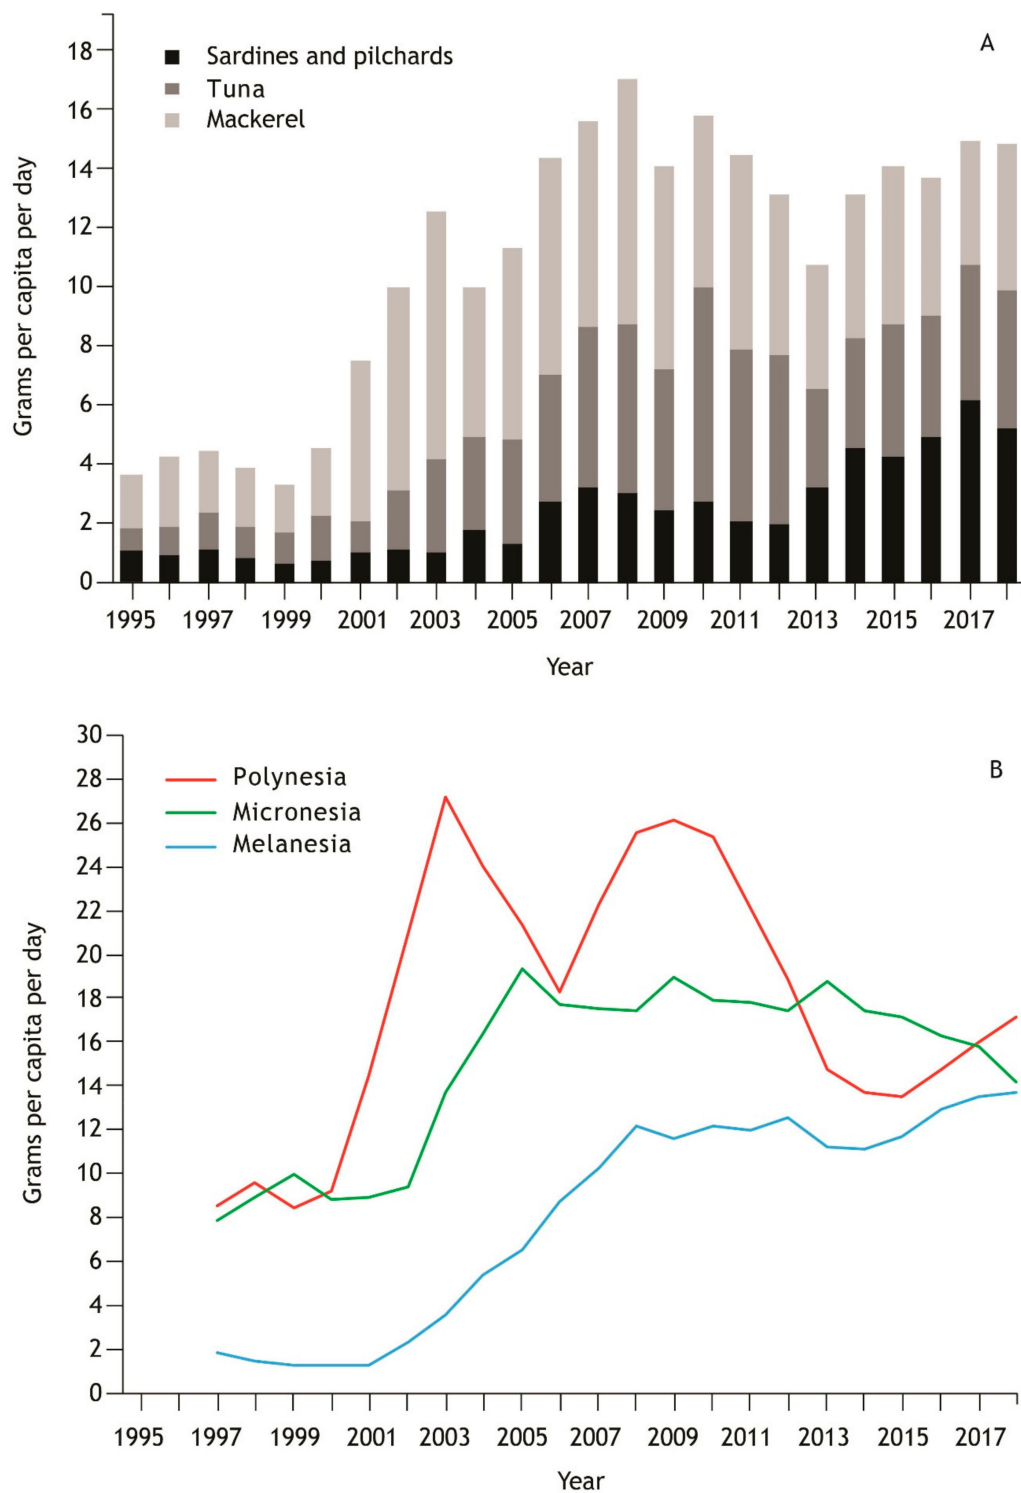 A
Sardines and pilchards
Tuna
Mackerel
Grams per capita per day
18
16
14
12
10
8
6
4
2
0
1995 1997 1999 2001 2003 2005 2007 2009 2011 2013 2015 2017
Year
B
Polynesia
Micronesia
Melanesia
Grams per capita per day
30
28
26
24
22
20
18
16
14
12
10
8
6
4
2
0
1995 1997 1999 2001 2003 2005 2007 2009 2011 2013 2015 2017
Year